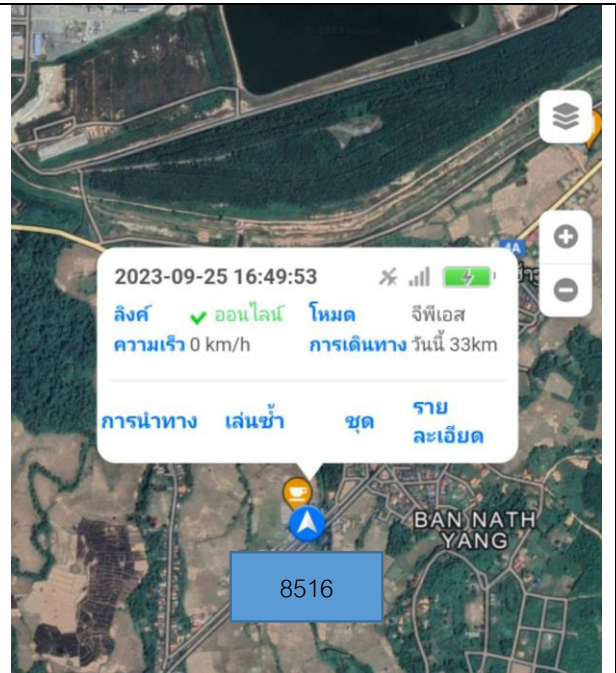 4A
2023-09-25 16:49:53
ลิงค์ ออนไลน์ โหมด จีพีเอส
ความเร็ว 0 km/h การเดินทาง วันนี้ 33km
การนำทาง เล่นซ้ำ ชุด ราย
ละเอียด
BAN NATH
YANG
8516